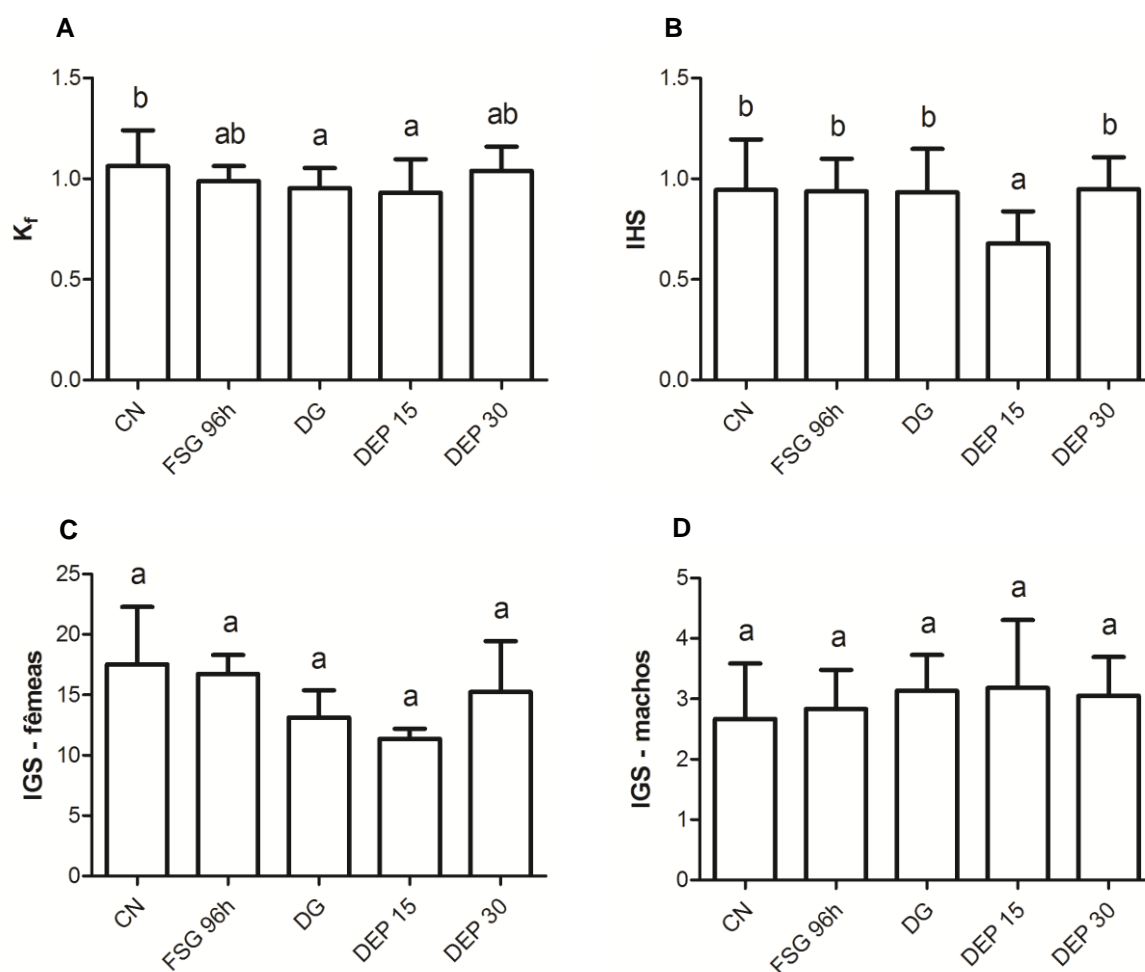 A
1.5
1.0
0.5
0.0
Kf
b
ab
a
a
ab
CN
FSG 96h
DG
DEP 15
DEP 30
B
1.5
1.0
0.5
0.0
IHS
b
b
b
a
b
CN
FSG 96h
DG
DEP 15
DEP 30
C
25
20
15
10
5
0
IGS - fêmeas
a
a
a
a
a
CN
FSG 96h
DG
DEP 15
DEP 30
D
5
4
3
2
1
0
IGS - machos
a
a
a
a
a
CN
FSG 96h
DG
DEP 15
DEP 30